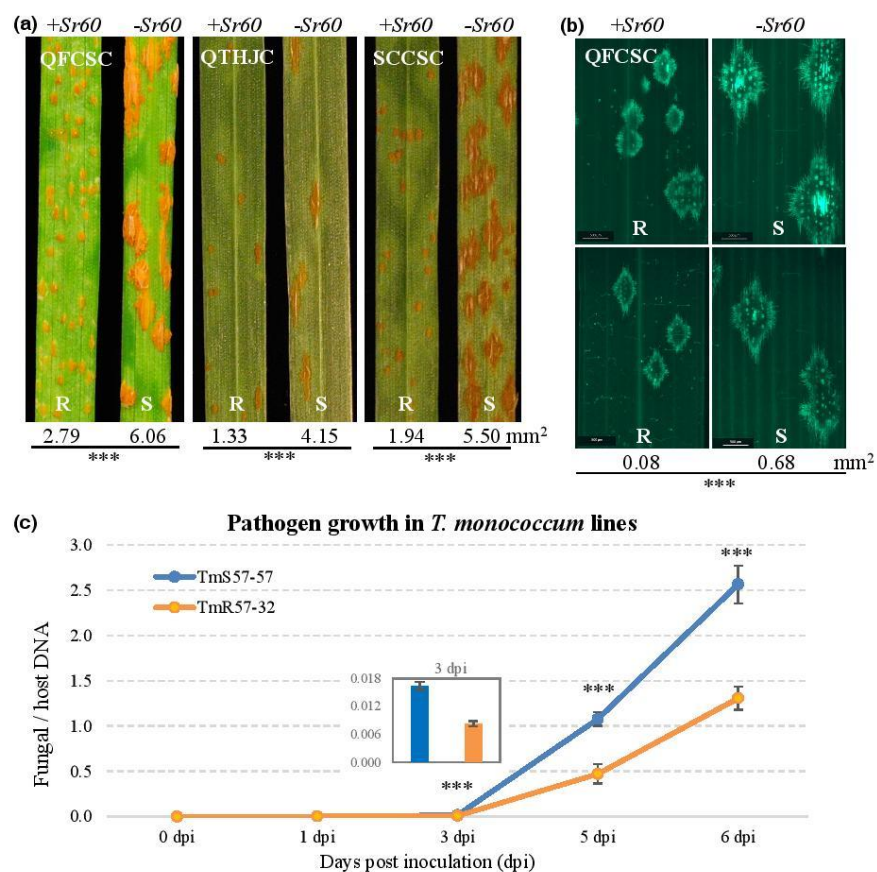 (a)
+Sr60 -Sr60 +Sr60 -Sr60 +Sr60 -Sr60
QFCSC QTHJC SCCSC
R S R S R S
2.79 6.06 1.33 4.15 1.94 5.50 mm²
*** *** ***
(b)
+Sr60 -Sr60
QFCSC
R S
R S
0.08 0.68 mm²
***
(c)
Pathogen growth in T. monococcum lines
Fungal / host DNA
3.0
2.5
2.0
1.5
1.0
0.5
0.0
TmS57-57
TmR57-32
3 dpi
0.018
0.012
0.006
0.000
***
***
***
0 dpi 1 dpi 3 dpi 5 dpi 6 dpi
Days post inoculation (dpi)